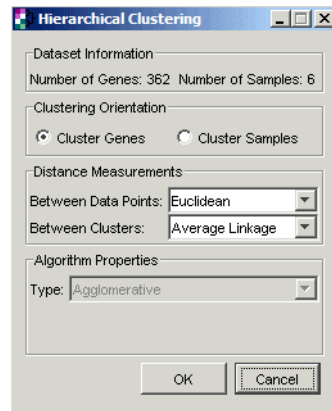 Hierarchical Clustering
Dataset Information
Number of Genes: 362 Number of Samples: 6
Clustering Orientation
Cluster Genes Cluster Samples
Distance Measurements
Between Data Points: Euclidean
Between Clusters: Average Linkage
Algorithm Properties
Type: Agglomerative
OK Cancel